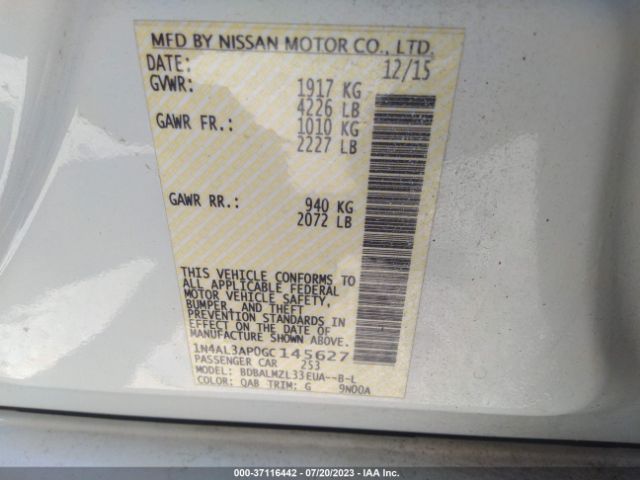 MFD BY NISSAN MOTOR CO., LTD.
DATE: 12/15
GVWR: 1917 KG
4226 LB
GAWR FR.: 1010 KG
2227 LB
GAWR RR.: 940 KG
2072 LB
THIS VEHICLE CONFORMS TO
ALL APPLICABLE FEDERAL
MOTOR VEHICLE SAFETY,
BUMPER, AND THEFT
PREVENTION STANDARDS IN
EFFECT ON THE DATE OF
MANUFACTURE SHOWN ABOVE.
1N4AL3AP0GC145627
PASSENGER CAR 253
MODEL: BDBALMZL33EUA--B-L
COLOR: QAB TRIM: G 9N00A
000-37116442 - 07/20/2023 - IAA Inc.